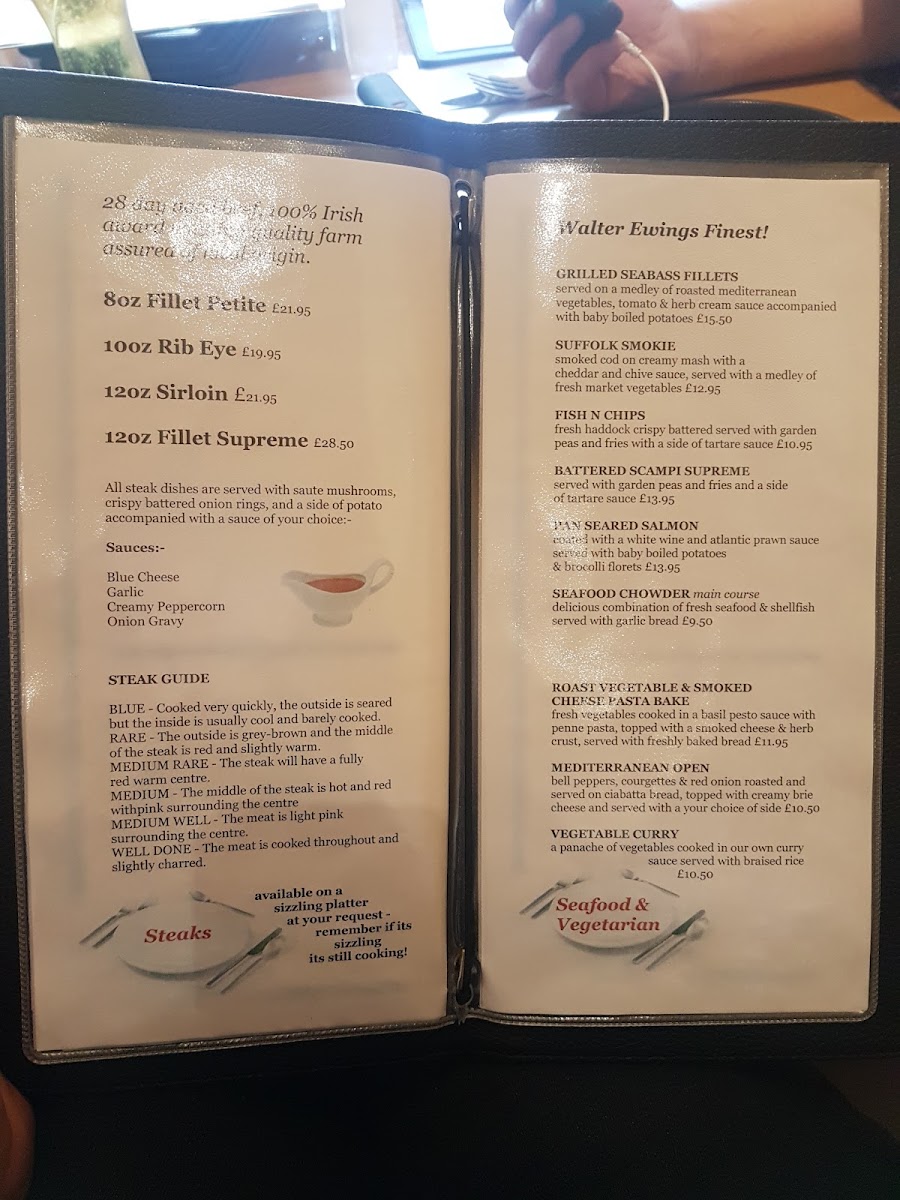 28 day aged beef, 100% Irish
award quality farm
assured of local origin.
8oz Fillet Petite £21.95
10oz Rib Eye £19.95
12oz Sirloin £21.95
12oz Fillet Supreme £28.50
All steak dishes are served with saute mushrooms,
crispy battered onion rings, and a side of potato
accompanied with a sauce of your choice:-
Sauces:-
Blue Cheese
Garlic
Creamy Peppercorn
Onion Gravy
STEAK GUIDE
BLUE - Cooked very quickly, the outside is seared
but the inside is usually cool and barely cooked.
RARE - The outside is grey-brown and the middle
of the steak is red and slightly warm.
MEDIUM RARE - The steak will have a fully
red warm centre.
MEDIUM - The middle of the steak is hot and red
withpink surrounding the centre
MEDIUM WELL - The meat is light pink
surrounding the centre.
WELL DONE - The meat is cooked throughout and
slightly charred.
Steaks
available on a
sizzling platter
at your request -
remember if its
sizzling
its still cooking!
Walter Ewings Finest!
GRILLED SEABASS FILLETS
served on a medley of roasted mediterranean
vegetables, tomato & herb cream sauce accompanied
with baby boiled potatoes £15.50
SUFFOLK SMOKIE
smoked cod on creamy mash with a
cheddar and chive sauce, served with a medley of
fresh market vegetables £12.95
FISH N CHIPS
fresh haddock crispy battered served with garden
peas and fries with a side of tartare sauce £10.95
BATTERED SCAMPI SUPREME
served with garden peas and fries and a side
of tartare sauce £13.95
PAN SEARED SALMON
coated with a white wine and atlantic prawn sauce
served with baby boiled potatoes
& brocolli florets £13.95
SEAFOOD CHOWDER main course
delicious combination of fresh seafood & shellfish
served with garlic bread £9.50
ROAST VEGETABLE & SMOKED
CHEESE PASTA BAKE
fresh vegetables cooked in a basil pesto sauce with
penne pasta, topped with a smoked cheese & herb
crust, served with freshly baked bread £11.95
MEDITERRANEAN OPEN
bell peppers, courgettes & red onion roasted and
served on ciabatta bread, topped with creamy brie
cheese and served with a your choice of side £10.50
VEGETABLE CURRY
a panache of vegetables cooked in our own curry
sauce served with braised rice
£10.50
Seafood &
Vegetarian